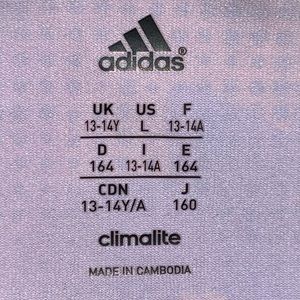 adidas®
UK US F
13-14Y L 13-14A
D I E
164 13-14A 164
CDN J
13-14Y/A 160
climalite
MADE IN CAMBODIA